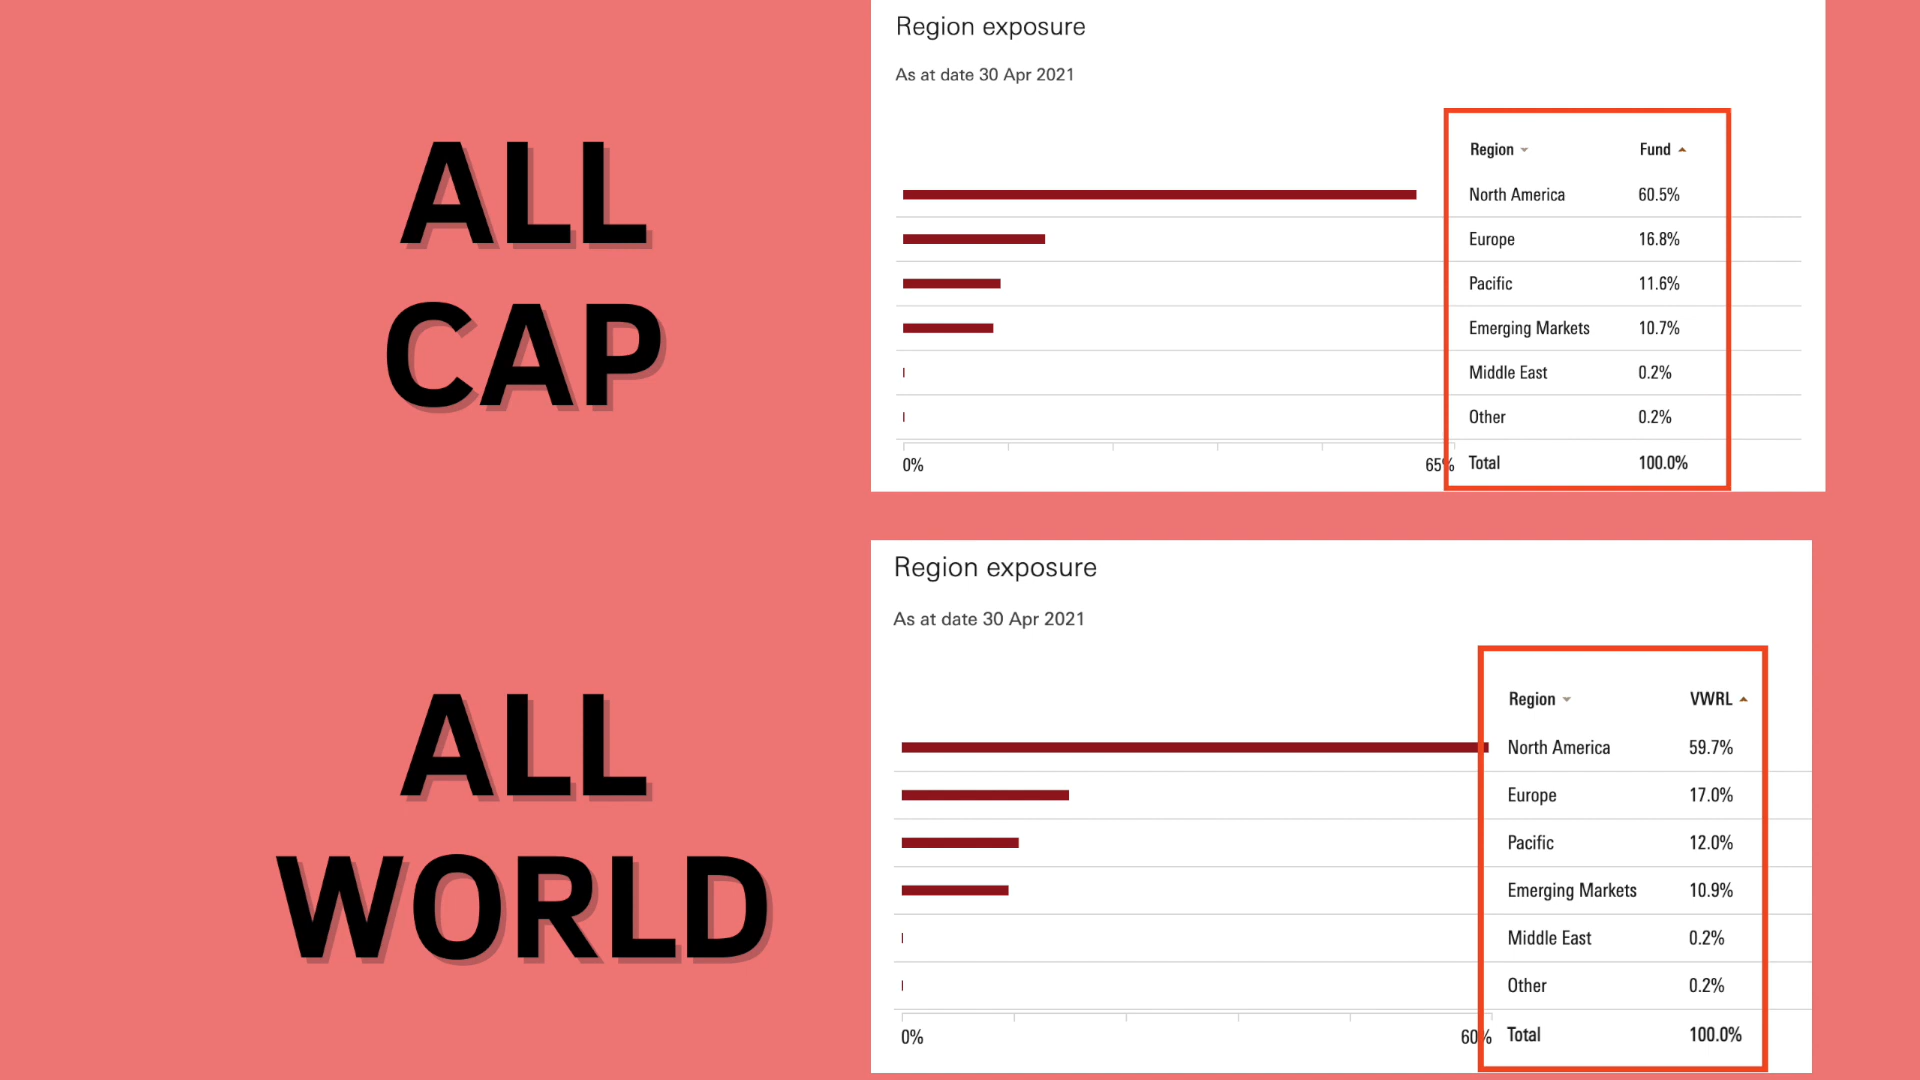 ALL
CAP
Region exposure
As at date 30 Apr 2021
Region Fund
North America 60.5%
Europe 16.8%
Pacific 11.6%
Emerging Markets 10.7%
Middle East 0.2%
Other 0.2%
0% 65% Total 100.0%
ALL
WORLD
Region exposure
As at date 30 Apr 2021
Region VWRL
North America 59.7%
Europe 17.0%
Pacific 12.0%
Emerging Markets 10.9%
Middle East 0.2%
Other 0.2%
0% 60% Total 100.0%